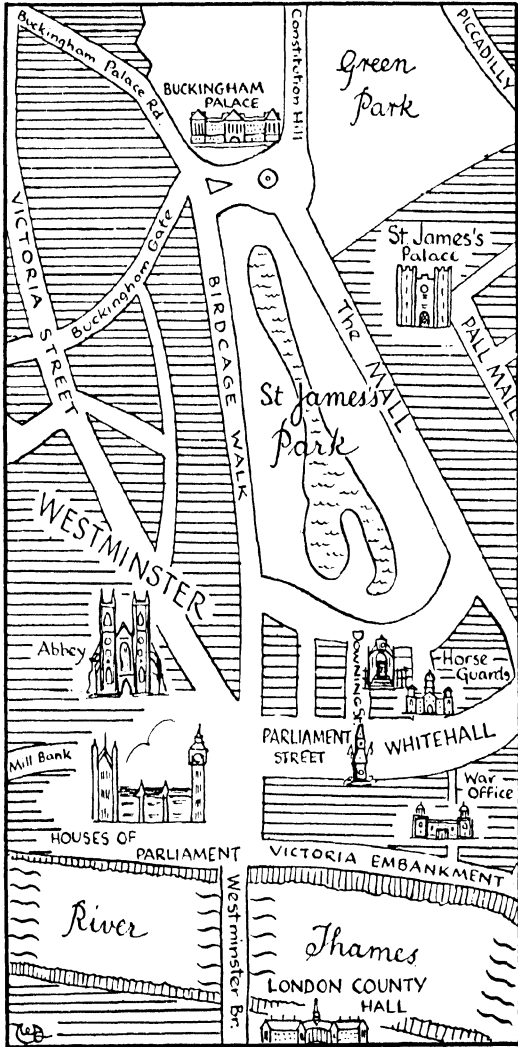 Buckingham Palace Rd.
Constitution Hill
PICCADILLY
Green
Park
BUCKINGHAM
PALACE
VICTORIA STREET
Buckingham Gate
St. James's
Palace
BIRDCAGE WALK
The MALL
PALL MALL
St James's
Park
WESTMINSTER
Abbey
DOWNING St.
Horse
Guards
PARLIAMENT
STREET
WHITEHALL
Mill Bank
War
Office
HOUSES OF
PARLIAMENT
VICTORIA EMBANKMENT
River
Westminster Br.
Thames
LONDON COUNTY
HALL